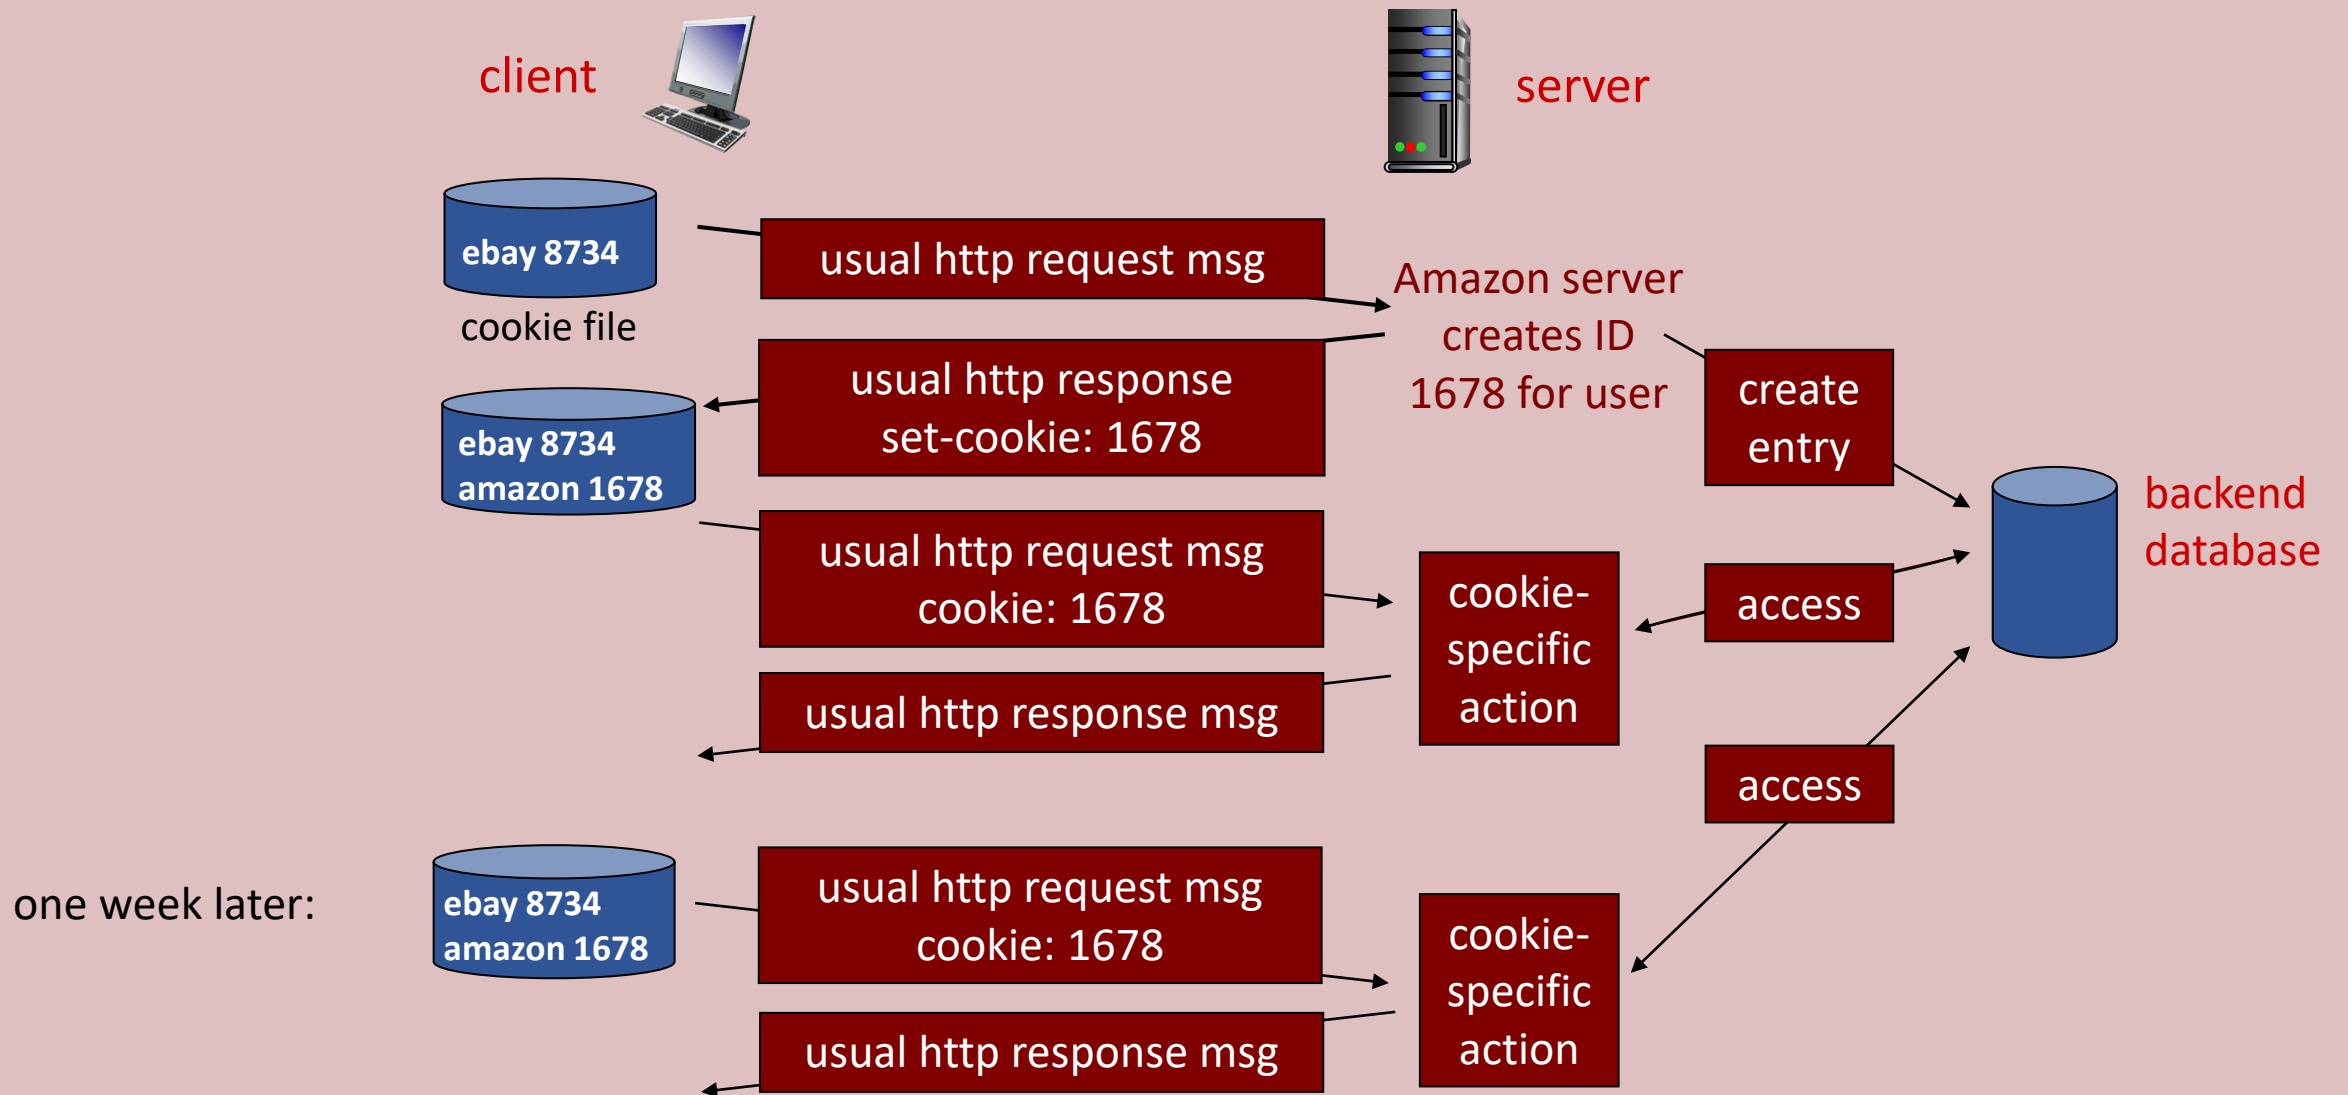 client
server
ebay 8734
cookie file
usual http request msg
Amazon server
creates ID
1678 for user
usual http response
set-cookie: 1678
create
entry
ebay 8734
amazon 1678
backend
database
usual http request msg
cookie: 1678
cookie-
specific
action
access
usual http response msg
access
one week later:
ebay 8734
amazon 1678
usual http request msg
cookie: 1678
cookie-
specific
action
usual http response msg